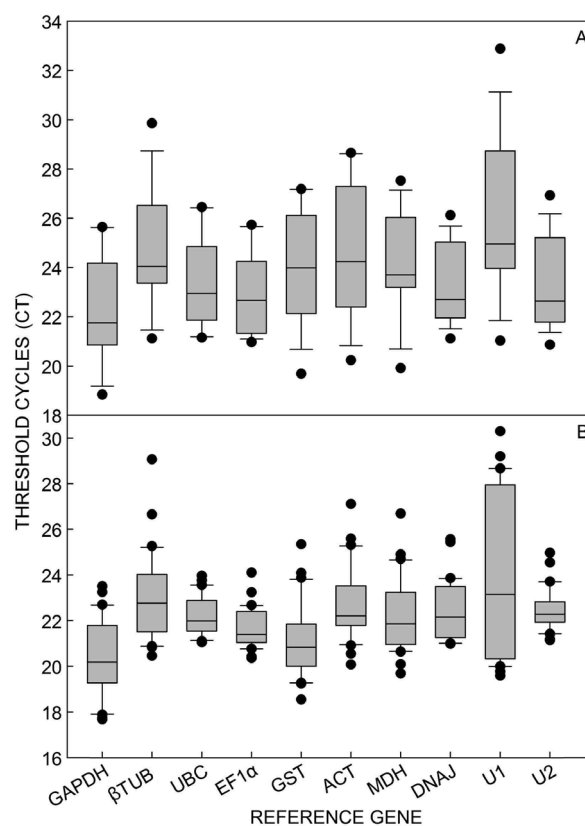 34
A
32
30
28
26
24
22
20
18
B
30
28
26
24
22
20
18
16
THRESHOLD CYCLES (CT)
GAPDH
βTUB
UBC
EF1α
GST
ACT
MDH
DNAJ
U1
U2
REFERENCE GENE